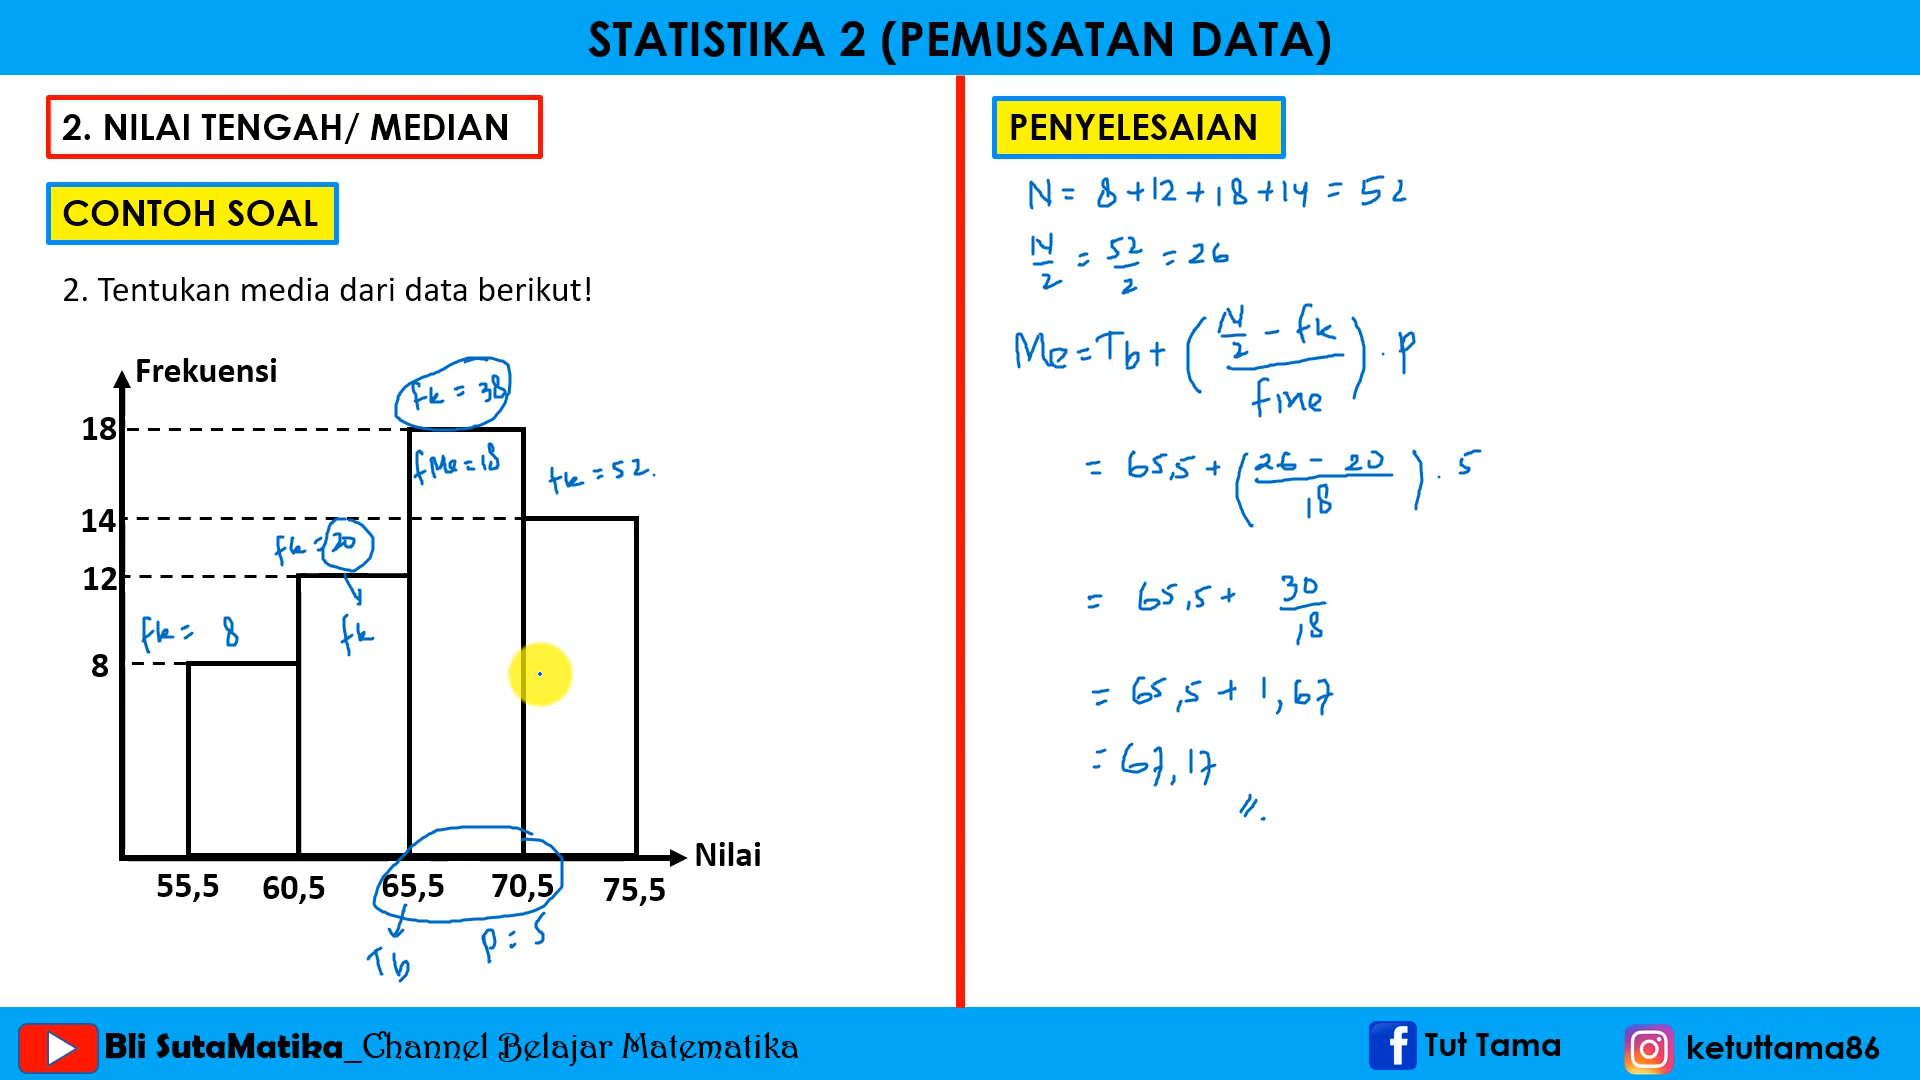 STATISTIKA 2 (PEMUSATAN DATA)
2. NILAI TENGAH/ MEDIAN
CONTOH SOAL
2. Tentukan media dari data berikut!
Frekuensi
fk = 38
18
fMe = 18
fk = 52.
14
fk = 20
12
fk = 8
fk
8
Nilai
55,5 60,5 65,5 70,5 75,5
P = 5
Tb
PENYELESAIAN
N = 8 + 12 + 18 + 14 = 52
N/2 = 52/2 = 26
Me = Tb + ( (N/2 - fk) / fme ) . P
= 65,5 + ( (26 - 20) / 18 ) . 5
= 65,5 + 30/18
= 65,5 + 1,67
= 67,17 //.
Bli SutaMatika_Channel Belajar Matematika
f Tut Tama
ketuttama86